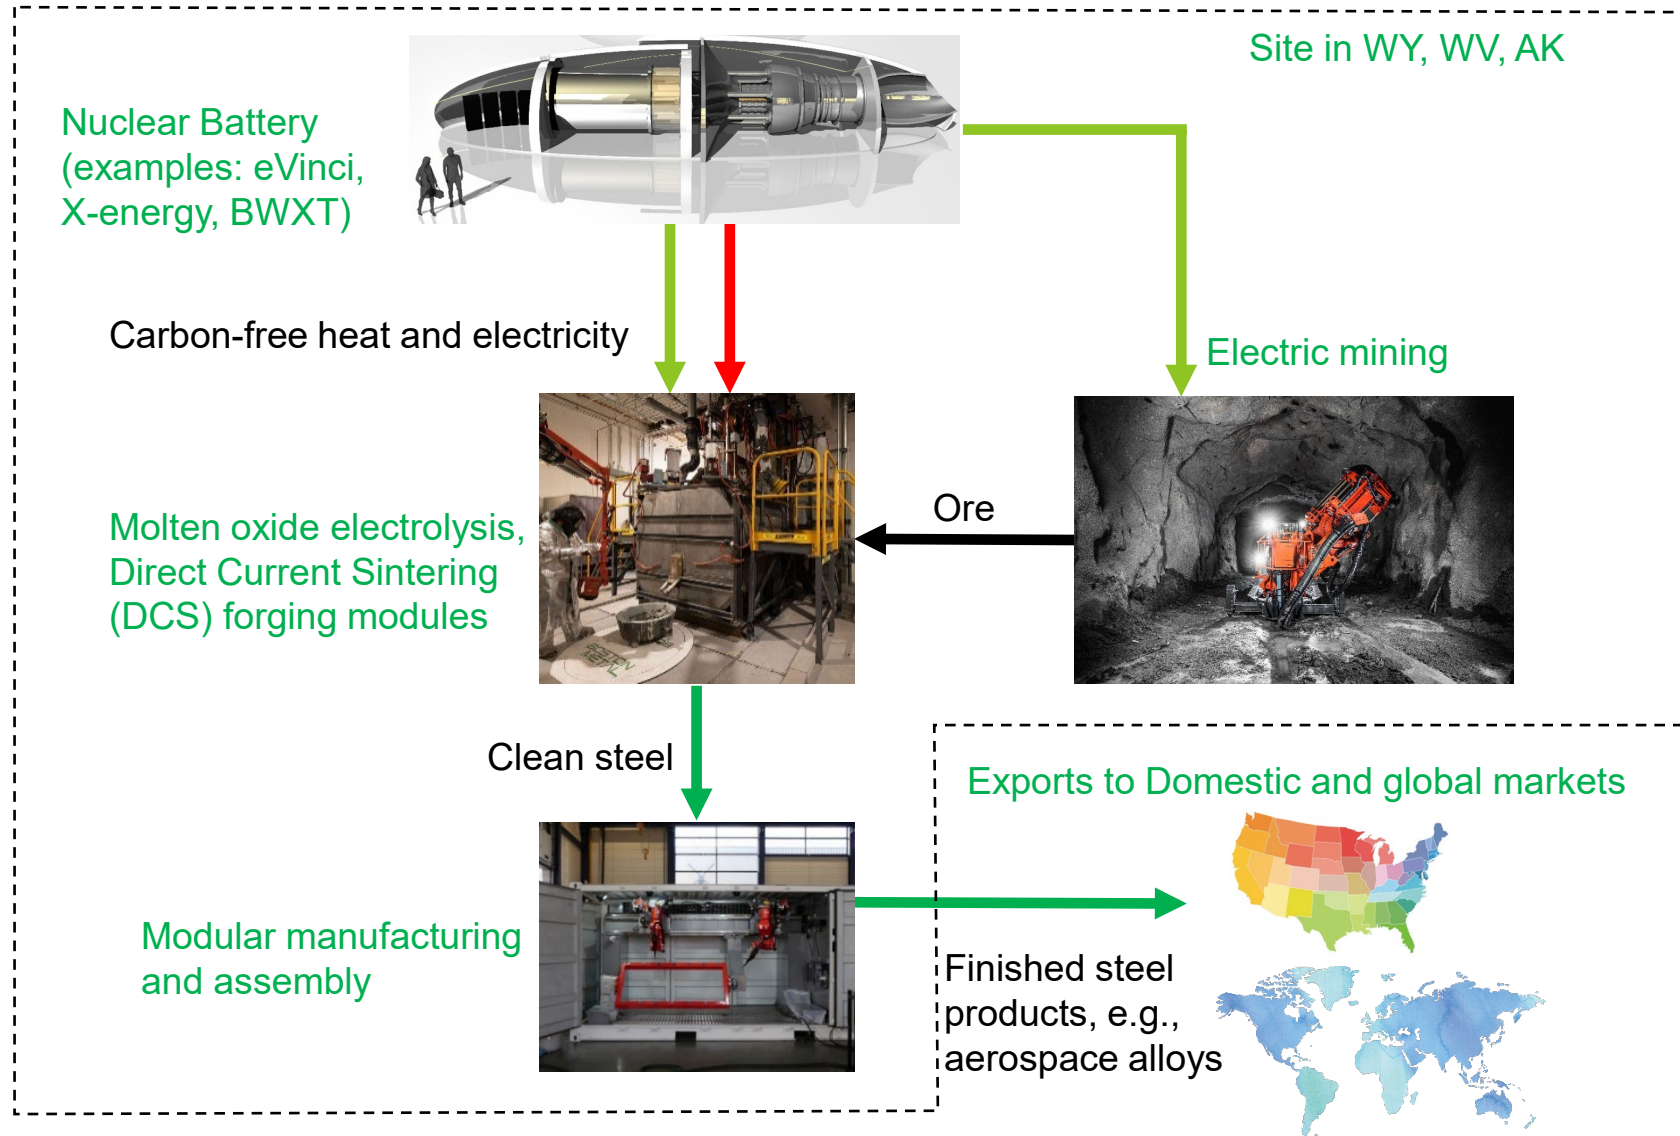 Site in WY, WV, AK
Nuclear Battery
(examples: eVinci,
X-energy, BWXT)
Carbon-free heat and electricity
Electric mining
Ore
Molten oxide electrolysis,
Direct Current Sintering
(DCS) forging modules
BOSTON
METAL
Clean steel
Exports to Domestic and global markets
Modular manufacturing
and assembly
Finished steel
products, e.g.,
aerospace alloys